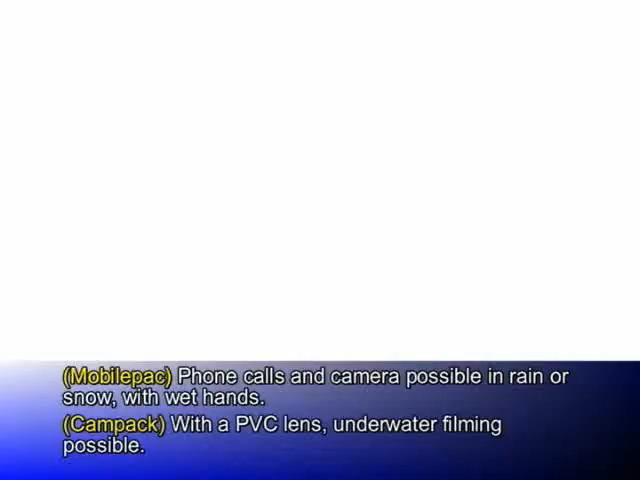 (Mobilepac) Phone calls and camera possible in rain or
snow, with wet hands.
(Campack) With a PVC lens, underwater filming
possible.